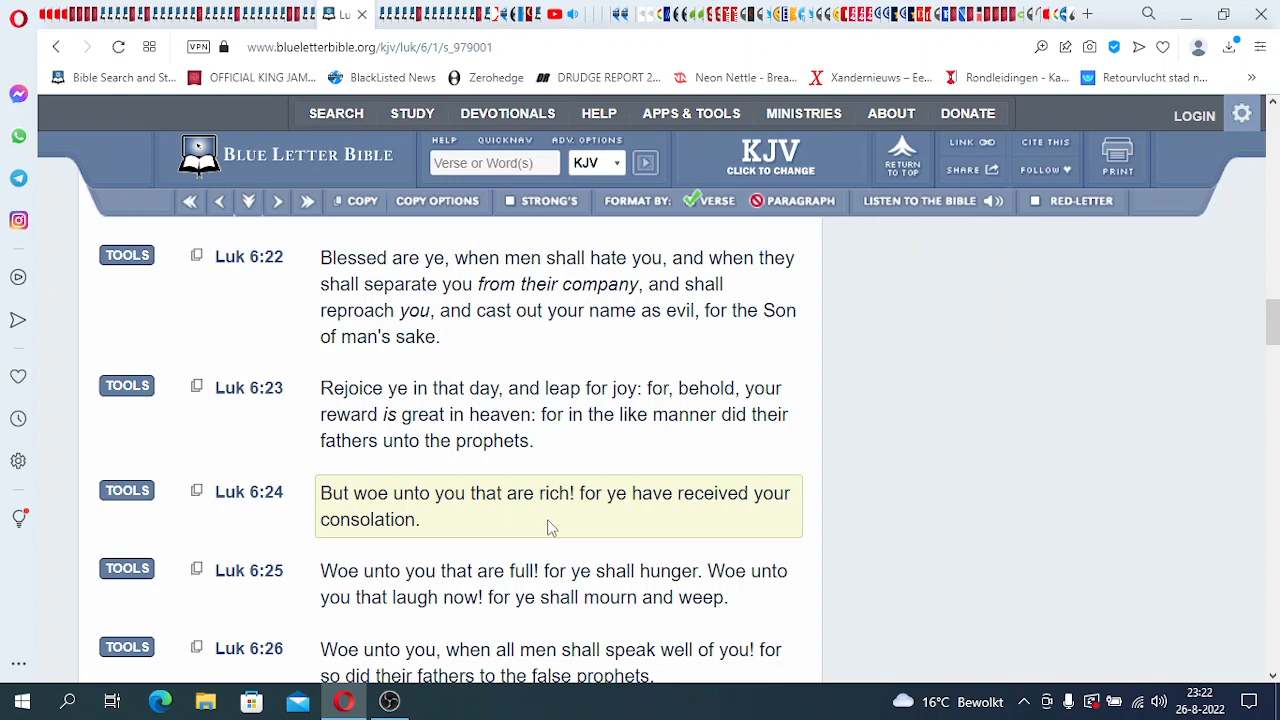 Lu
www.blueletterbible.org/kjv/luk/6/1/s_979001
VPN
Bible Search and St...
OFFICIAL KING JAM...
BlackListed News
Zerohedge
DRUDGE REPORT 2...
Neon Nettle - Brea...
Xandernieuws – Ee...
Rondleidingen - Ka...
Retourvlucht stad n...
SEARCH STUDY DEVOTIONALS HELP APPS & TOOLS MINISTRIES ABOUT DONATE LOGIN
BLUE LETTER BIBLE
HELP QUICKNAV ADV. OPTIONS
Verse or Word(s) KJV
KJV
CLICK TO CHANGE
RETURN
TO TOP
LINK CITE THIS
SHARE FOLLOW
PRINT
COPY COPY OPTIONS STRONG'S FORMAT BY: VERSE PARAGRAPH LISTEN TO THE BIBLE RED-LETTER
TOOLS Luk 6:22 Blessed are ye, when men shall hate you, and when they
shall separate you from their company, and shall
reproach you, and cast out your name as evil, for the Son
of man's sake.
TOOLS Luk 6:23 Rejoice ye in that day, and leap for joy: for, behold, your
reward is great in heaven: for in the like manner did their
fathers unto the prophets.
TOOLS Luk 6:24 But woe unto you that are rich! for ye have received your
consolation.
TOOLS Luk 6:25 Woe unto you that are full! for ye shall hunger. Woe unto
you that laugh now! for ye shall mourn and weep.
TOOLS Luk 6:26 Woe unto you, when all men shall speak well of you! for
so did their fathers to the false prophets.
16°C Bewolkt
23:22
26-8-2022